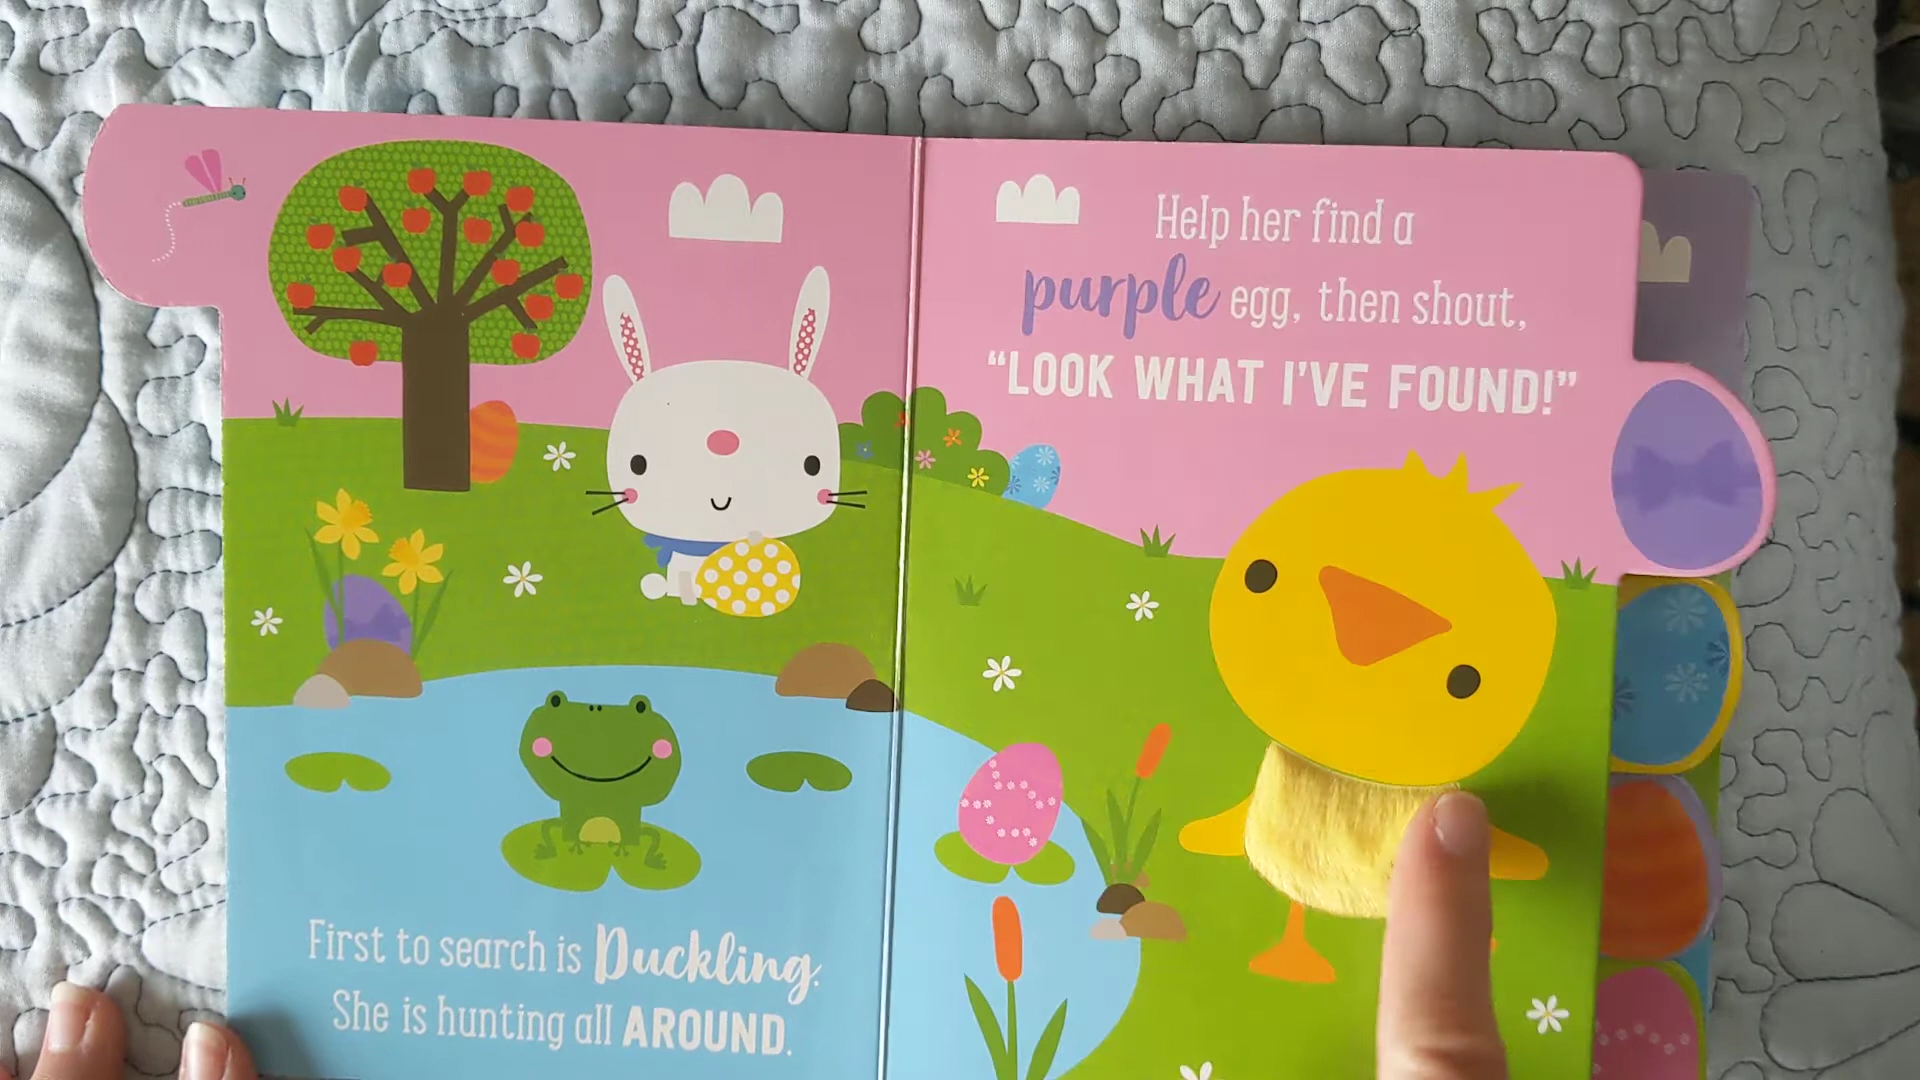 First to search is Duckling.
She is hunting all AROUND.
Help her find a
purple egg, then shout,
“LOOK WHAT I’VE FOUND!”